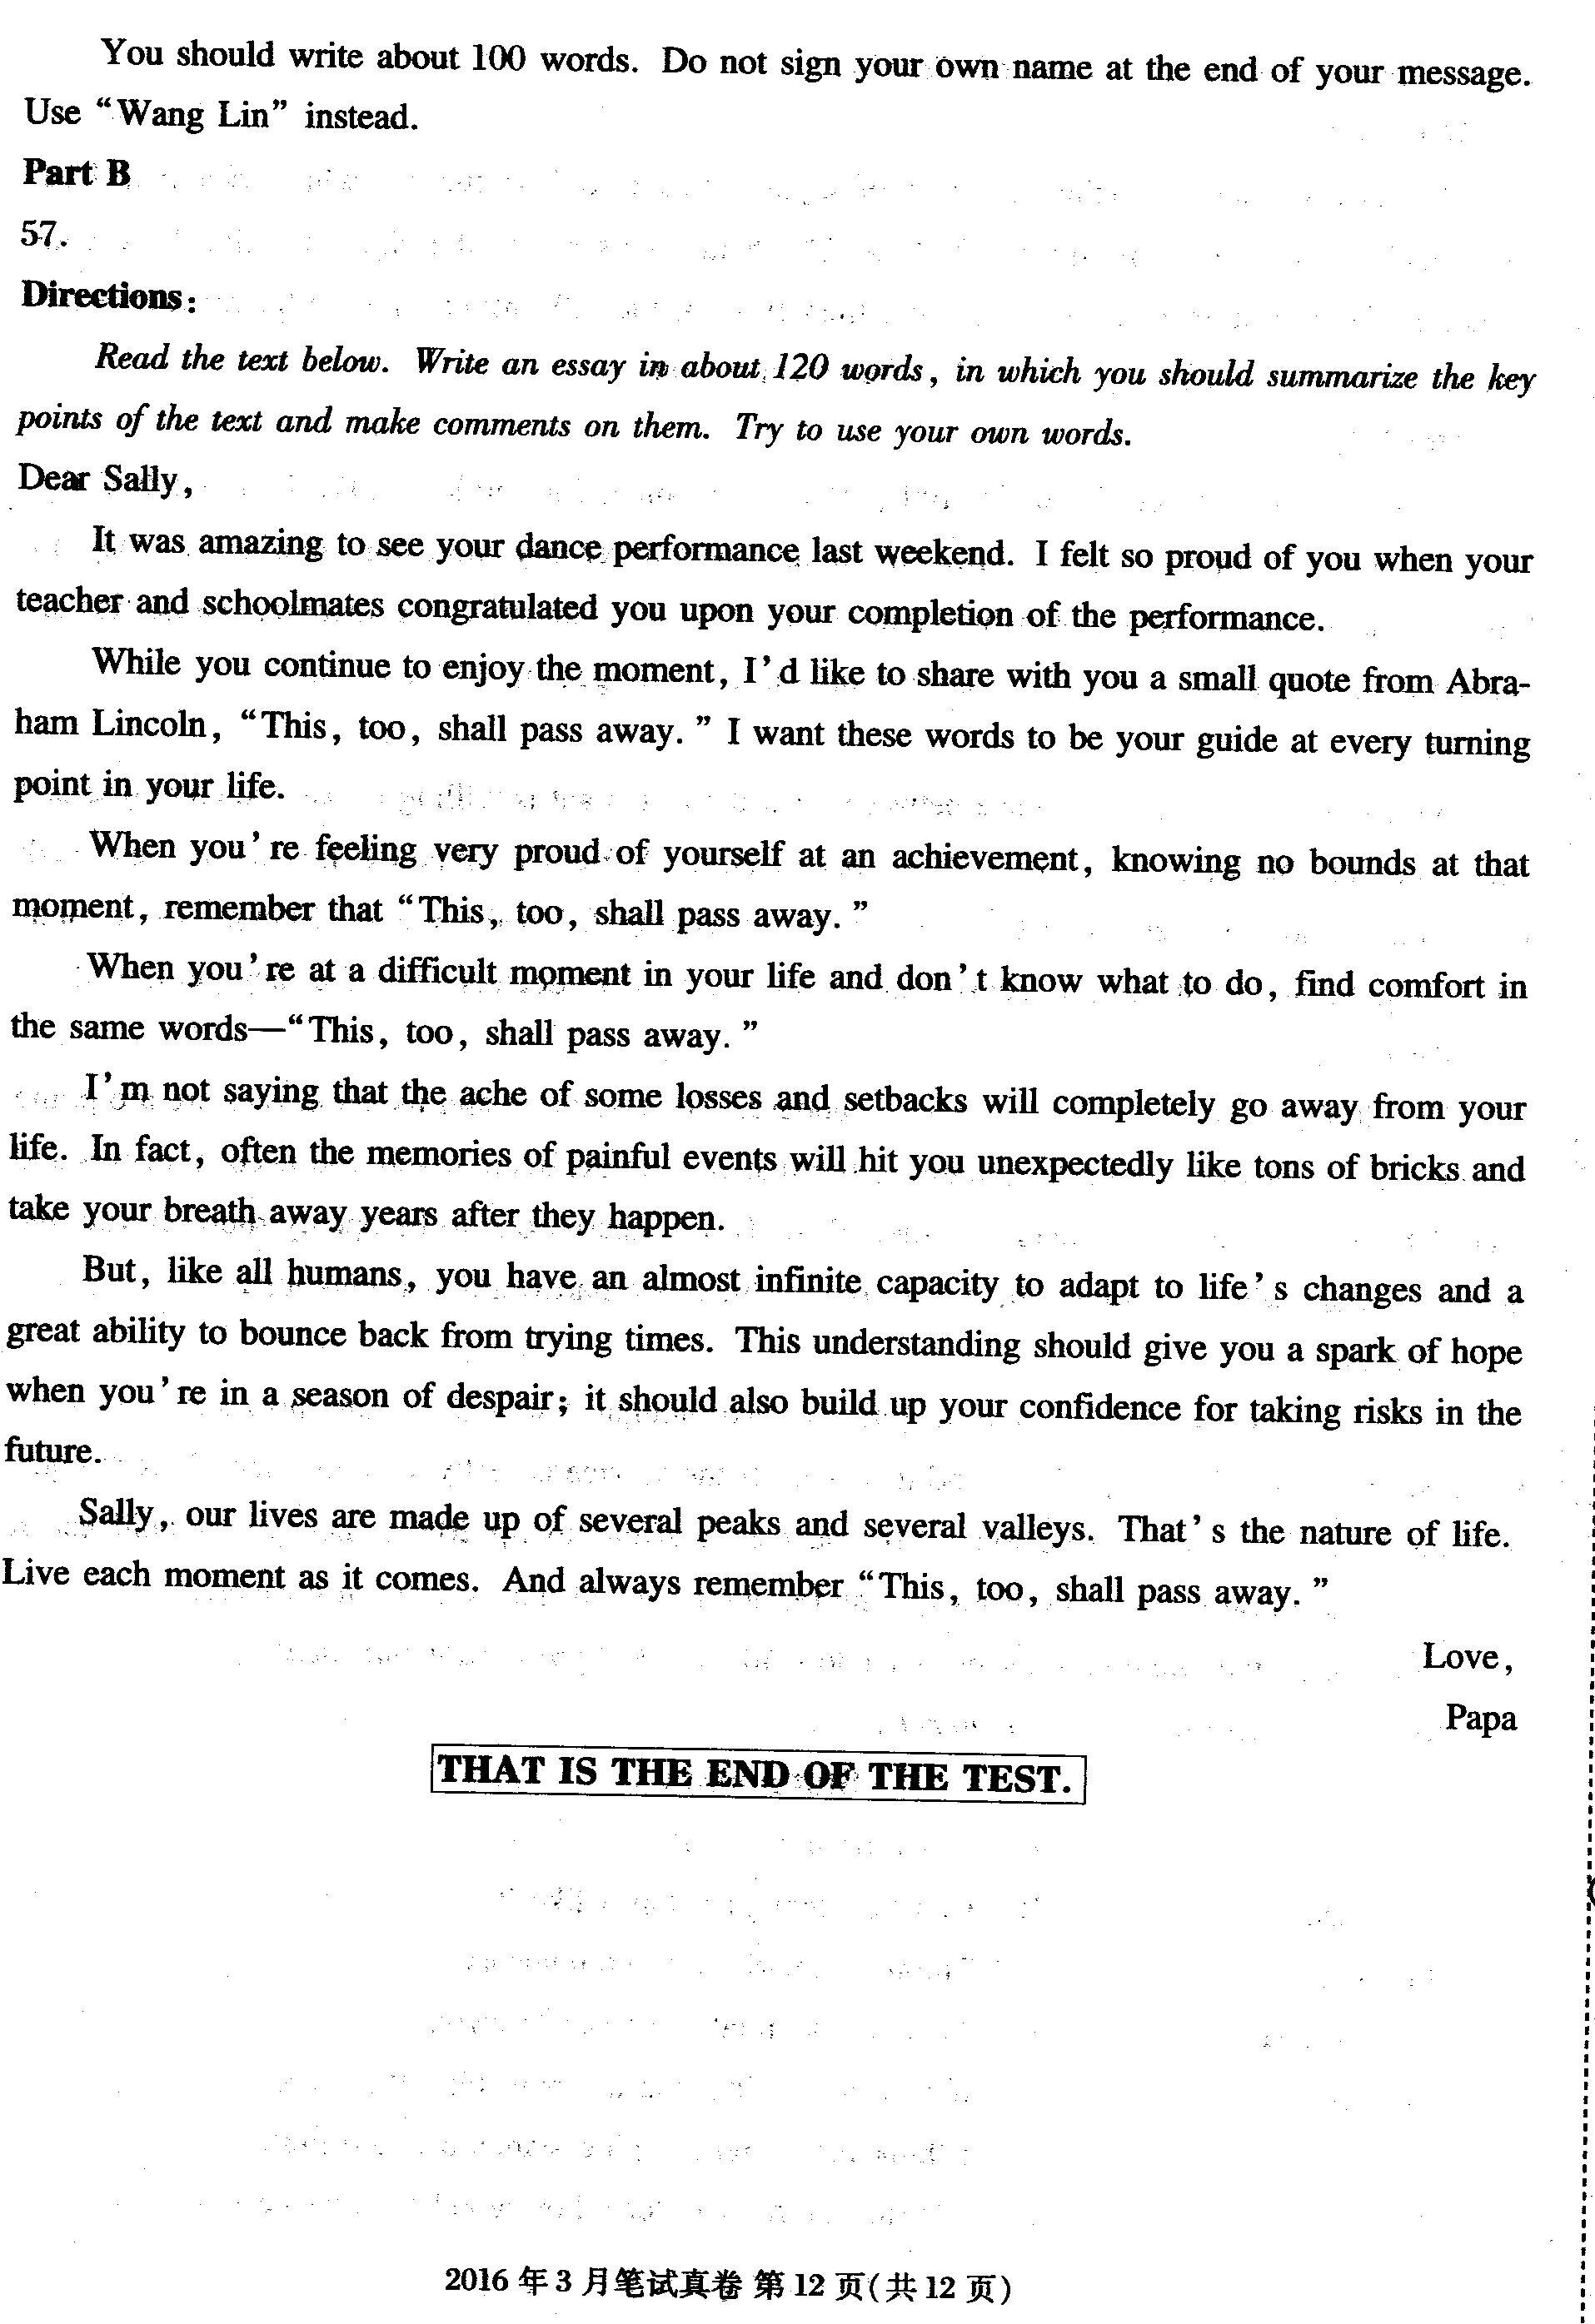 You should write about 100 words. Do not sign your own name at the end of your message.
Use “Wang Lin” instead.
Part B
57.
Directions:
Read the text below. Write an essay in about 120 words, in which you should summarize the key
points of the text and make comments on them. Try to use your own words.
Dear Sally,
It was amazing to see your dance performance last weekend. I felt so proud of you when your
teacher and schoolmates congratulated you upon your completion of the performance.
While you continue to enjoy the moment, I’d like to share with you a small quote from Abra-
ham Lincoln, “This, too, shall pass away.” I want these words to be your guide at every turning
point in your life.
When you’re feeling very proud of yourself at an achievement, knowing no bounds at that
moment, remember that “This, too, shall pass away.”
When you’re at a difficult moment in your life and don’t know what to do, find comfort in
the same words—“This, too, shall pass away.”
I’m not saying that the ache of some losses and setbacks will completely go away from your
life. In fact, often the memories of painful events will hit you unexpectedly like tons of bricks and
take your breath away years after they happen.
But, like all humans, you have an almost infinite capacity to adapt to life’s changes and a
great ability to bounce back from trying times. This understanding should give you a spark of hope
when you’re in a season of despair; it should also build up your confidence for taking risks in the
future.
Sally, our lives are made up of several peaks and several valleys. That’s the nature of life.
Live each moment as it comes. And always remember “This, too, shall pass away.”
Love,
Papa
THAT IS THE END OF THE TEST.
2016 年 3 月笔试真卷 第 12 页(共 12 页)